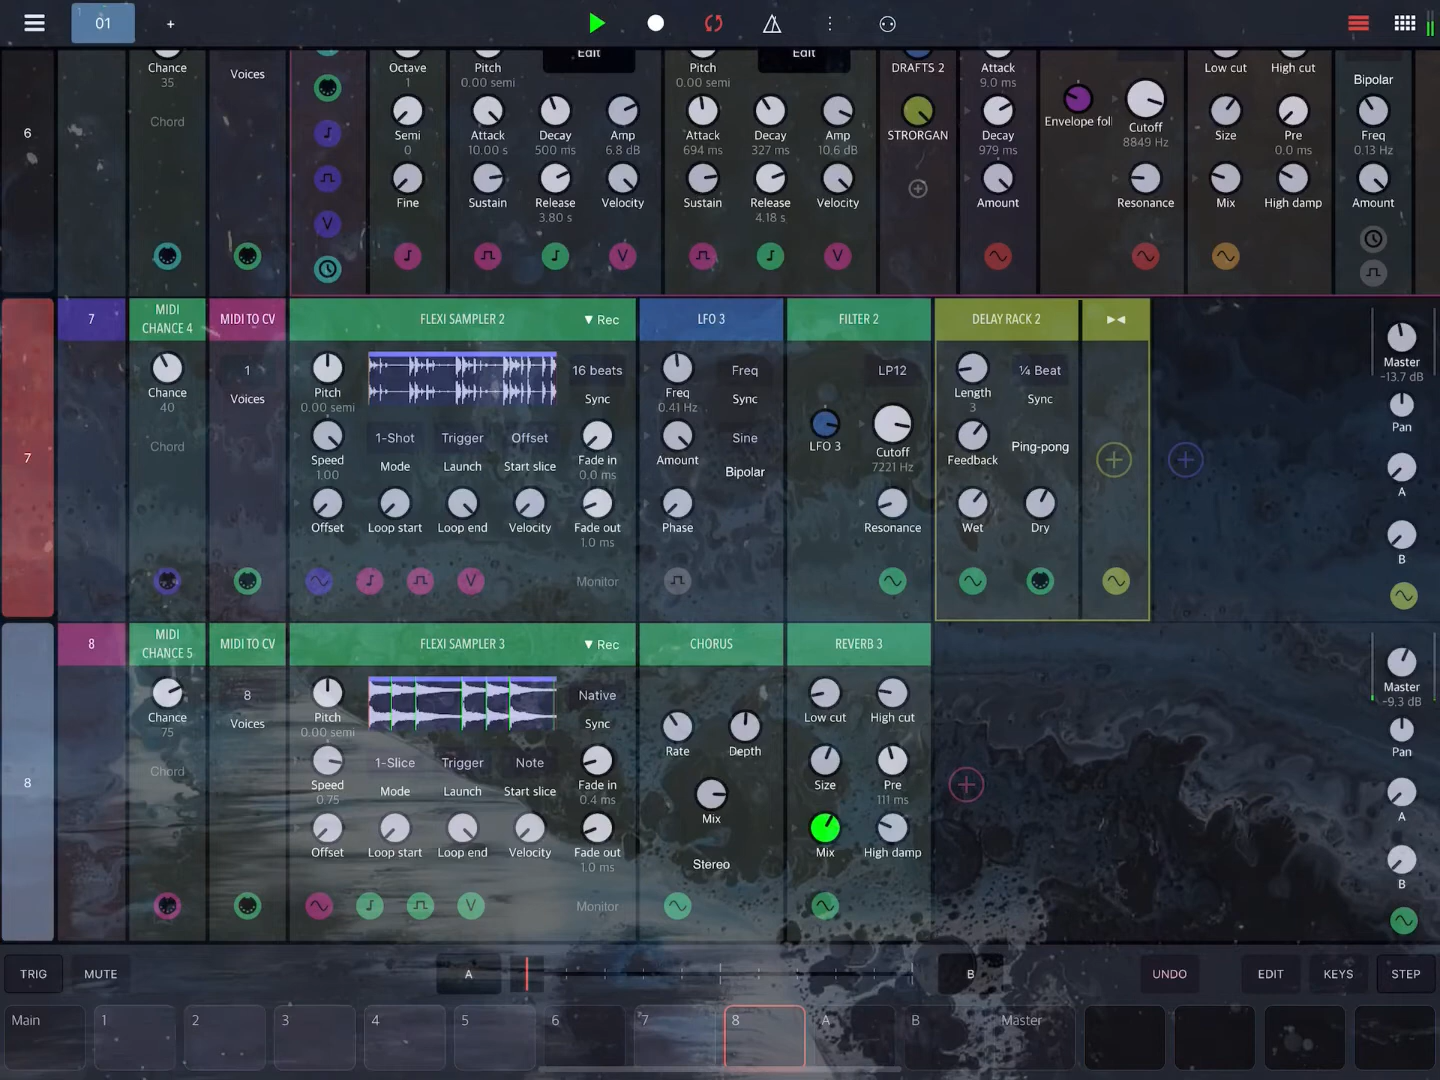 01 +
Chance
35
Chord
Voices
Octave
1
Semi
0
Fine
Pitch
0.00 semi
Edit
Attack
10.00 s
Decay
500 ms
Amp
6.8 dB
Sustain
Release
3.80 s
Velocity
Pitch
0.00 semi
Edit
Attack
694 ms
Decay
327 ms
Amp
10.6 dB
Sustain
Release
4.18 s
Velocity
DRAFTS 2
STRORGAN
Attack
9.0 ms
Decay
979 ms
Amount
Envelope fol
Cutoff
8849 Hz
Resonance
Low cut
High cut
Size
Pre
0.0 ms
Mix
High damp
Bipolar
Freq
0.13 Hz
Amount
6
V
V
V
7
7
MIDI
CHANCE 4
MIDI TO CV
FLEXI SAMPLER 2
▼ Rec
LFO 3
FILTER 2
DELAY RACK 2
Chance
40
Chord
1
Voices
Pitch
0.00 semi
16 beats
Sync
Speed
1.00
1-Shot
Mode
Trigger
Launch
Offset
Start slice
Fade in
0.0 ms
Offset
Loop start
Loop end
Velocity
Fade out
1.0 ms
V
Monitor
Freq
0.41 Hz
Freq
Sync
Amount
Sine
Bipolar
Phase
LP12
LFO 3
Cutoff
7221 Hz
Resonance
Length
3
¼ Beat
Sync
Feedback
Ping-pong
Wet
Dry
Master
-13.7 dB
Pan
A
B
8
8
MIDI
CHANCE 5
MIDI TO CV
FLEXI SAMPLER 3
▼ Rec
CHORUS
REVERB 3
Chance
75
Chord
8
Voices
Pitch
0.00 semi
Native
Sync
Speed
0.75
1-Slice
Mode
Trigger
Launch
Note
Start slice
Fade in
0.4 ms
Offset
Loop start
Loop end
Velocity
Fade out
1.0 ms
V
Monitor
Rate
Depth
Mix
Stereo
Low cut
High cut
Size
Pre
111 ms
Mix
High damp
Master
-9.3 dB
Pan
A
B
TRIG MUTE A B UNDO EDIT KEYS STEP
Main 1 2 3 4 5 6 7 8 A B Master